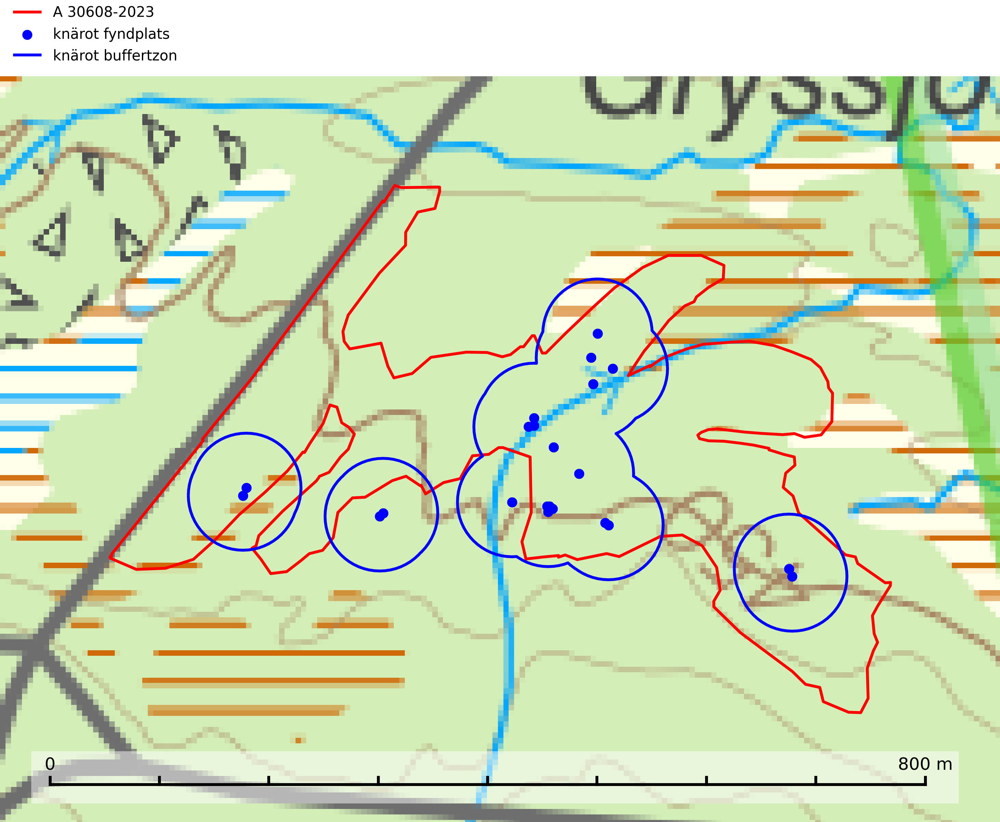 A 30608-2023
knärot fyndplats
knärot buffertzon
0
800 m